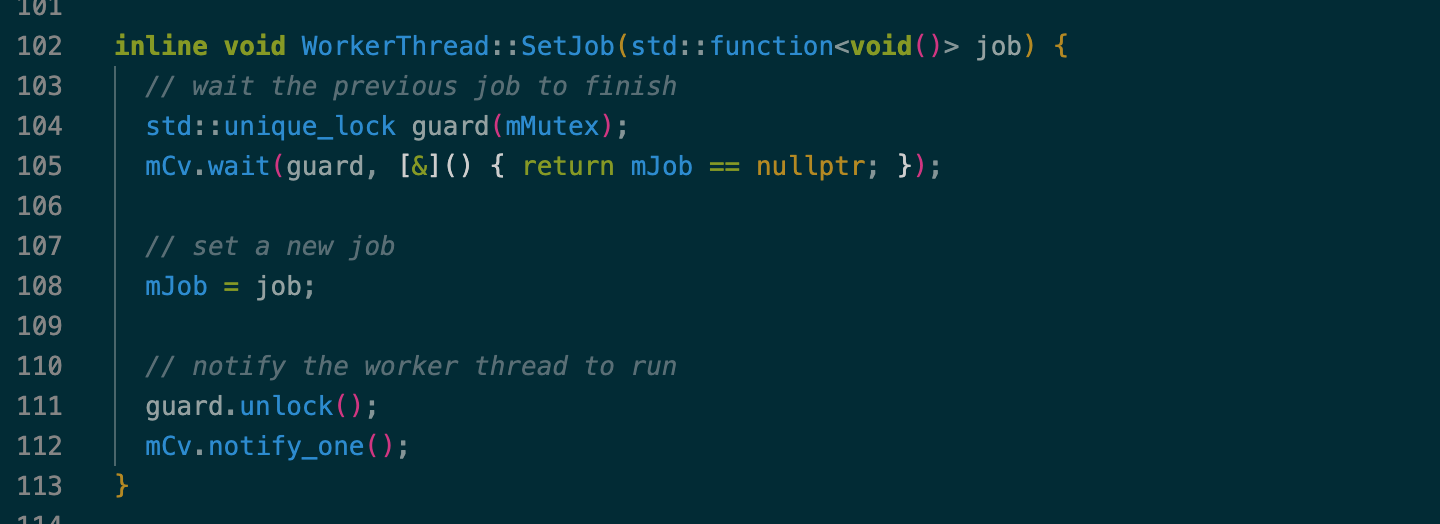 101
102 inline void WorkerThread::SetJob(std::function<void()> job) {
103 // wait the previous job to finish
104 std::unique_lock guard(mMutex);
105 mCv.wait(guard, [&]() { return mJob == nullptr; });
106
107 // set a new job
108 mJob = job;
109
110 // notify the worker thread to run
111 guard.unlock();
112 mCv.notify_one();
113 }
114